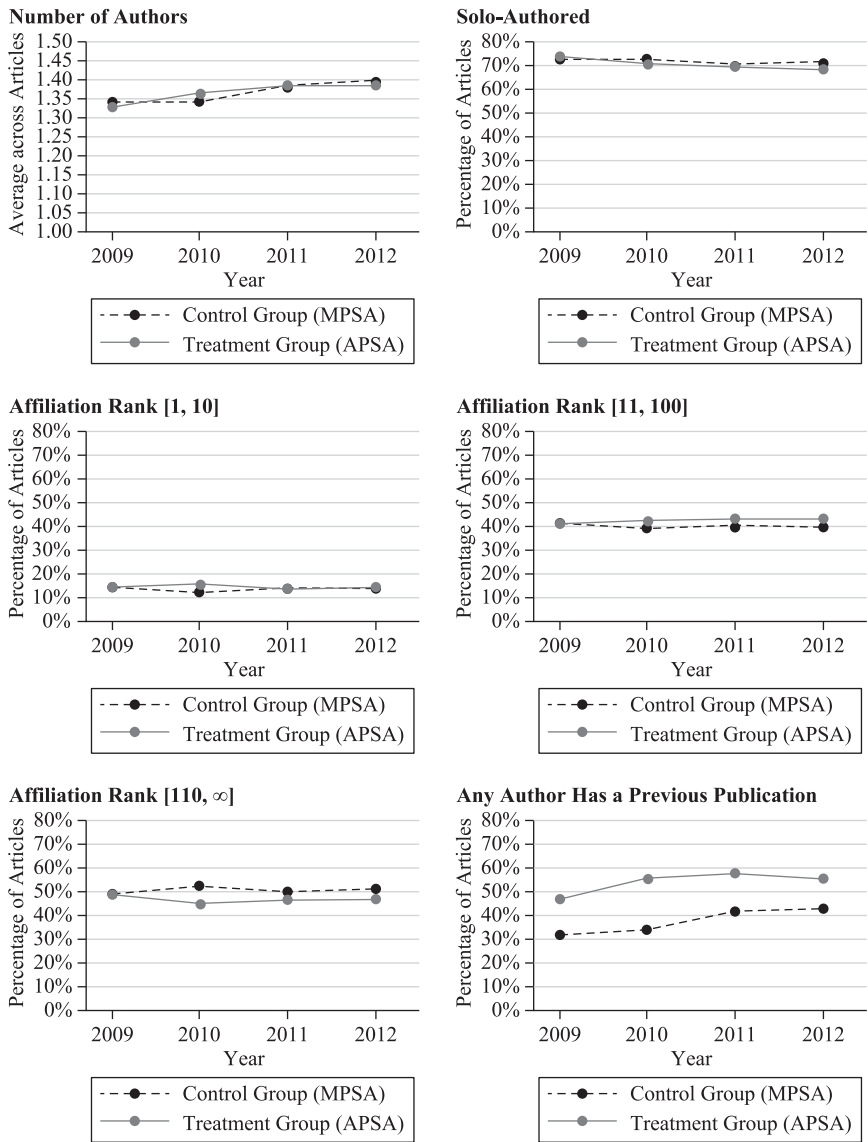 Number of Authors
Average across Articles
1.50
1.45
1.40
1.35
1.30
1.25
1.20
1.15
1.10
1.05
1.00
2009 2010 2011 2012
Year
Control Group (MPSA)
Treatment Group (APSA)
Solo-Authored
Percentage of Articles
80%
70%
60%
50%
40%
30%
20%
10%
0%
2009 2010 2011 2012
Year
Control Group (MPSA)
Treatment Group (APSA)
Affiliation Rank [1, 10]
Percentage of Articles
80%
70%
60%
50%
40%
30%
20%
10%
0%
2009 2010 2011 2012
Year
Control Group (MPSA)
Treatment Group (APSA)
Affiliation Rank [11, 100]
Percentage of Articles
80%
70%
60%
50%
40%
30%
20%
10%
0%
2009 2010 2011 2012
Year
Control Group (MPSA)
Treatment Group (APSA)
Affiliation Rank [110, ∞]
Percentage of Articles
80%
70%
60%
50%
40%
30%
20%
10%
0%
2009 2010 2011 2012
Year
Control Group (MPSA)
Treatment Group (APSA)
Any Author Has a Previous Publication
Percentage of Articles
80%
70%
60%
50%
40%
30%
20%
10%
0%
2009 2010 2011 2012
Year
Control Group (MPSA)
Treatment Group (APSA)